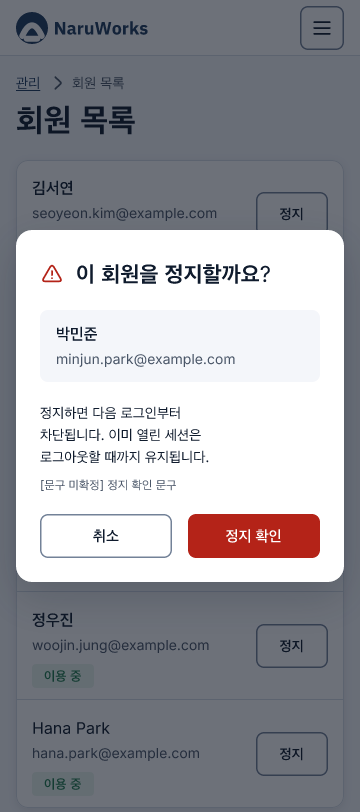 NaruWorks
관리 > 회원 목록
회원 목록
김서연
seoyeon.kim@example.com
정지
이 회원을 정지할까요?
박민준
minjun.park@example.com
정지하면 다음 로그인부터
차단됩니다. 이미 열린 세션은
로그아웃할 때까지 유지됩니다.
[문구 미확정] 정지 확인 문구
취소
정지 확인
정우진
woojin.jung@example.com
이용 중
정지
Hana Park
hana.park@example.com
이용 중
정지